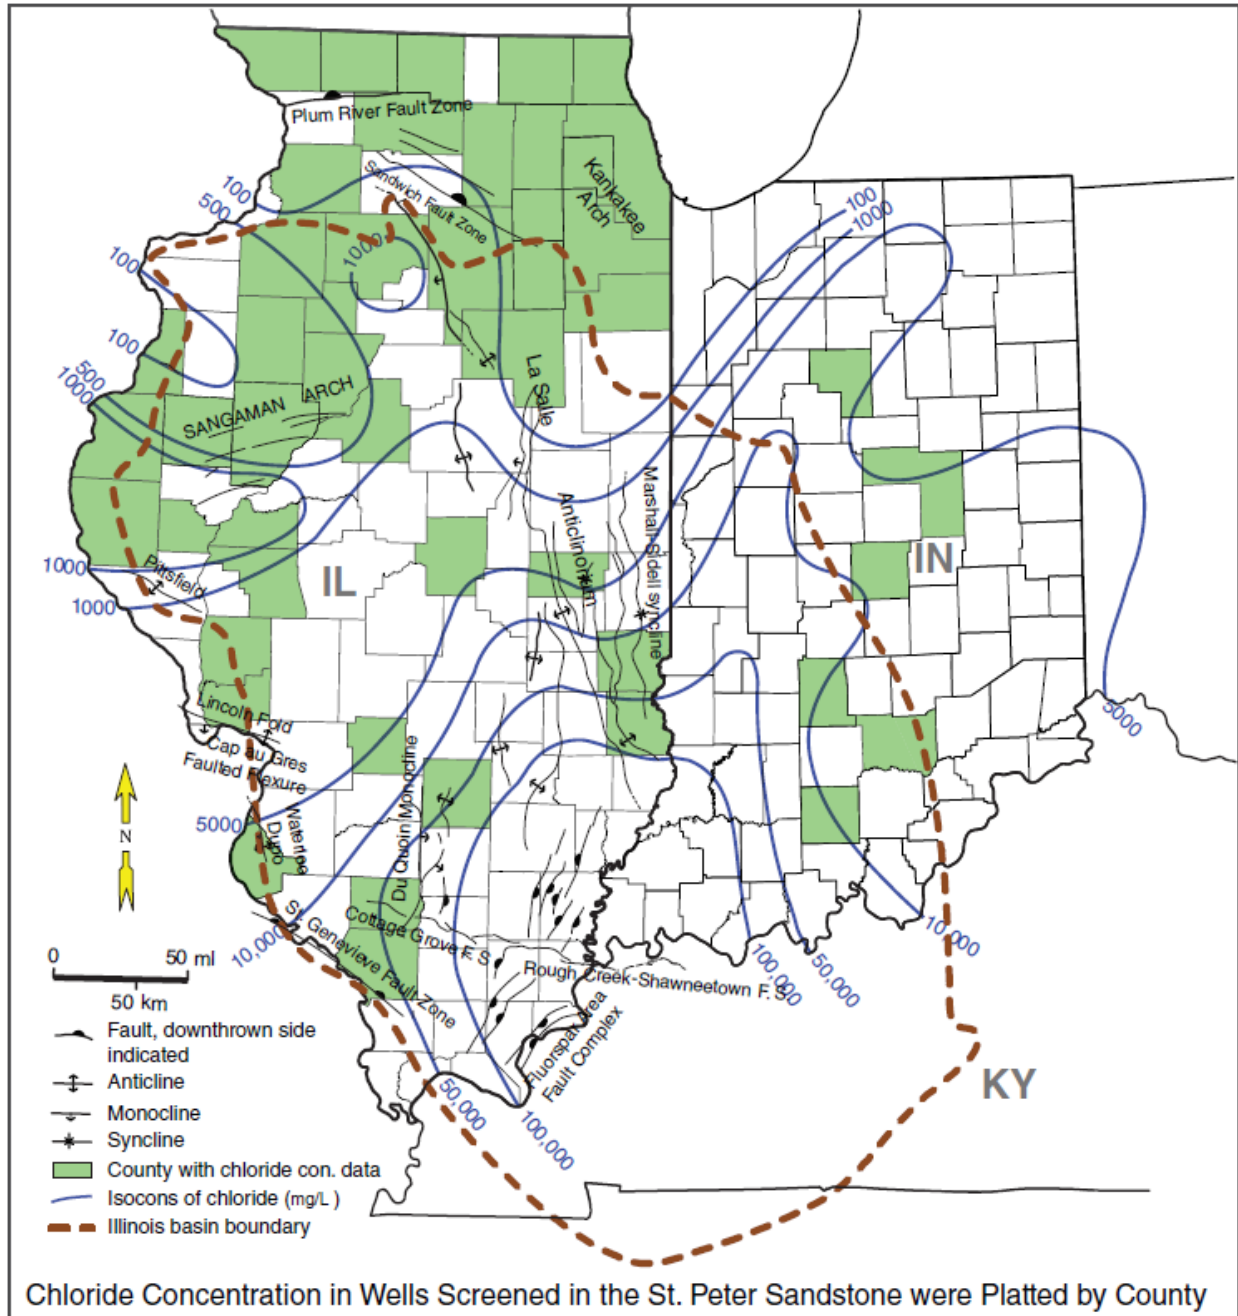 Plum River Fault Zone
Kankakee
Arch
Sandwich Fault Zone
100
500
100
1000
100
1000
100
500
1000
SANGAMAN ARCH
La Salle
Anticlinorium
Marshall-Sidell syncline
IL
IN
1000
1000
Pittsfield
Lincoln Fold
Cap au Gres
Faulted Flexure
5000
5000
Waterloo
Dupo
Du Quoin Monocline
N
10,000
St. Genevieve Fault Zone
Cottage Grove F.S
Rough Creek-Shawneetown F. S.
Fluorspar Area
Fault Complex
100,000
50,000
10,000
50,000
100,000
KY
0 50 ml
50 km
Fault, downthrown side
indicated
Anticline
Monocline
Syncline
County with chloride con. data
Isocons of chloride (mg/L )
Illinois basin boundary
Chloride Concentration in Wells Screened in the St. Peter Sandstone were Platted by County